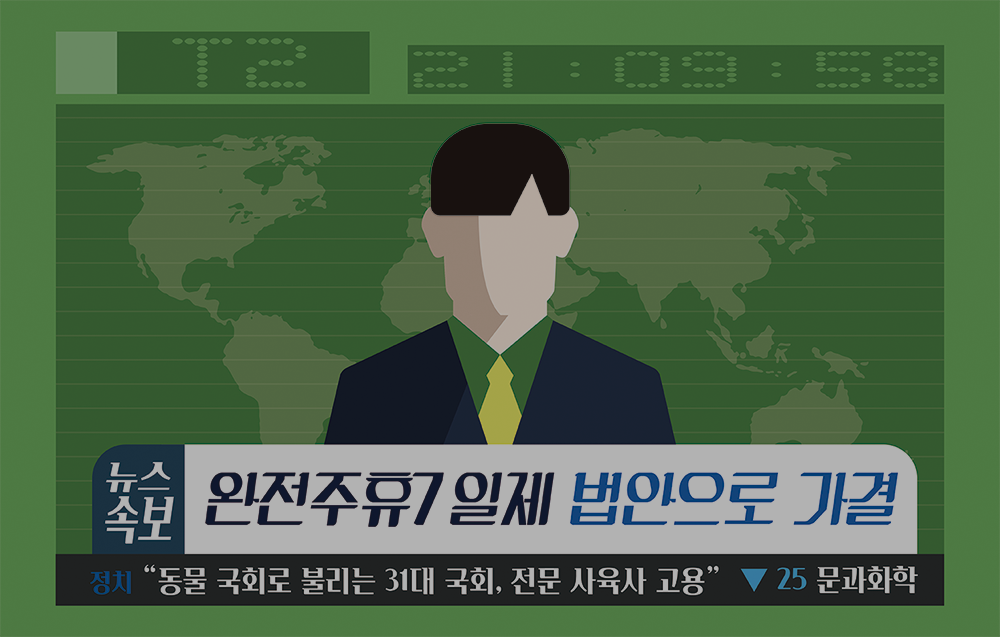 T2
21:09:58
뉴스
속보
완전주휴7일제 법안으로 가결
정치 “동물 국회로 불리는 31대 국회, 전문 사육사 고용” ▼ 25 문과화학